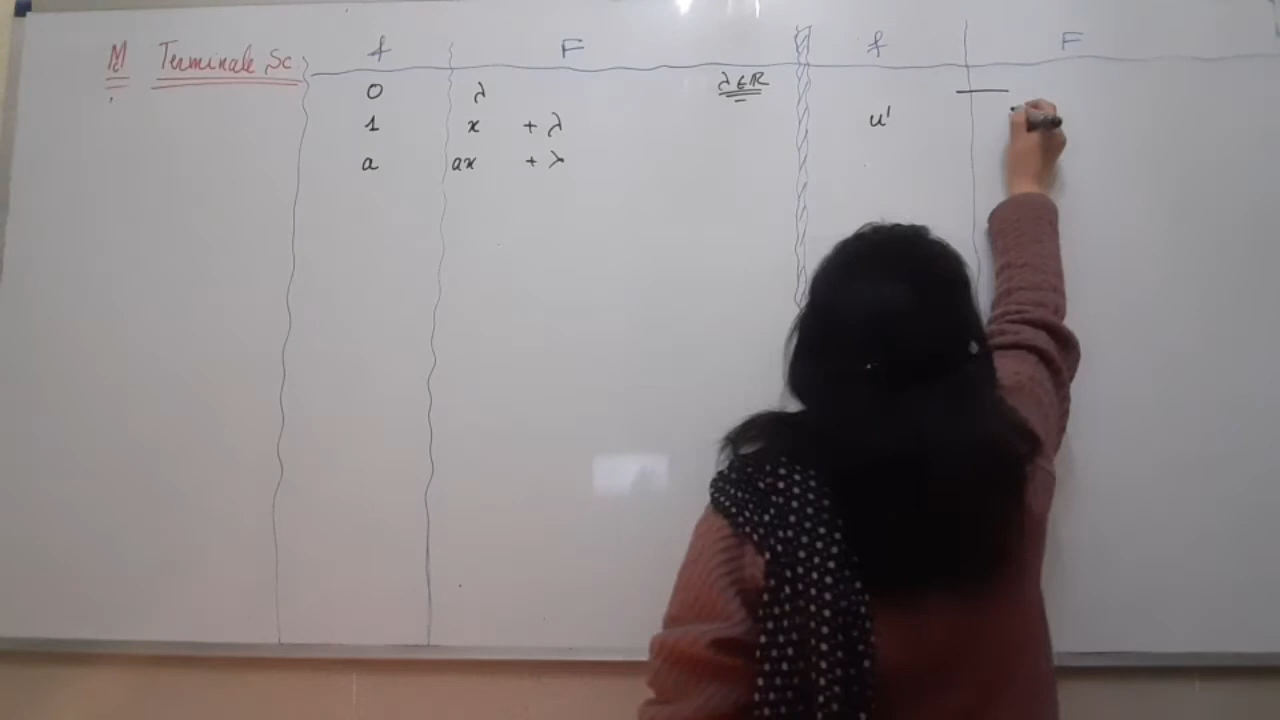 M Terminale Sc f F f F
0 λ λ∈ℝ
1 x + λ u'
a ax + λ